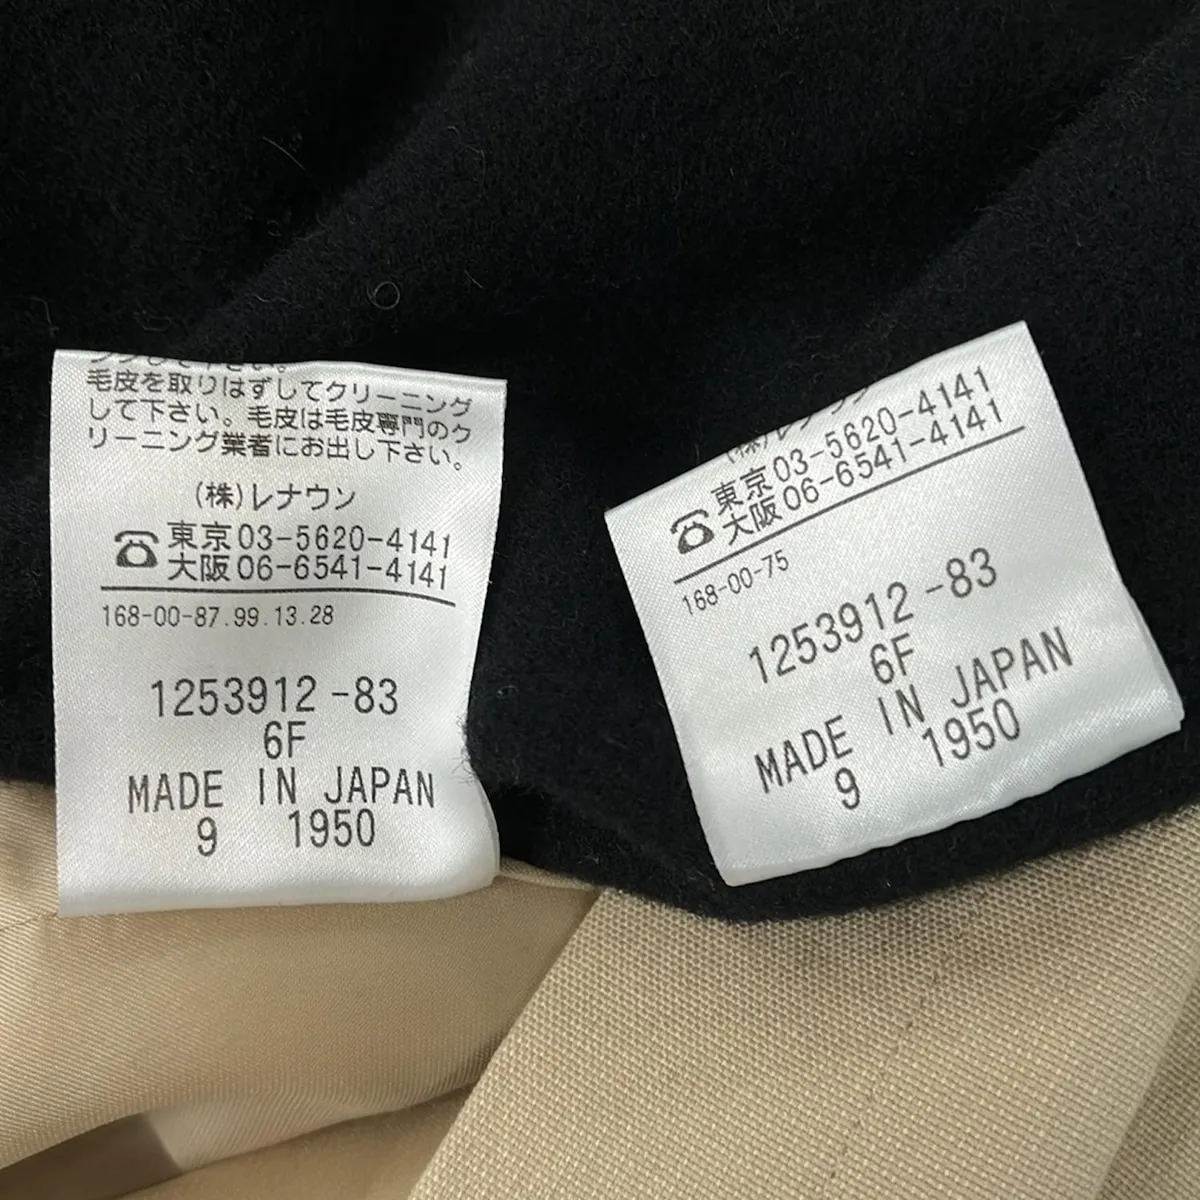 毛皮を取りはずしてクリーニング
して下さい。毛皮は毛皮専門のク
リーニング業者にお出し下さい。
(株)レナウン
東京03-5620-4141
大阪06-6541-4141
168-00-87.99.13.28
1253912-83
6F
MADE IN JAPAN
9 1950
(株)レナウン
東京03-5620-4141
大阪06-6541-4141
168-00-75
1253912-83
6F
MADE IN JAPAN
9 1950